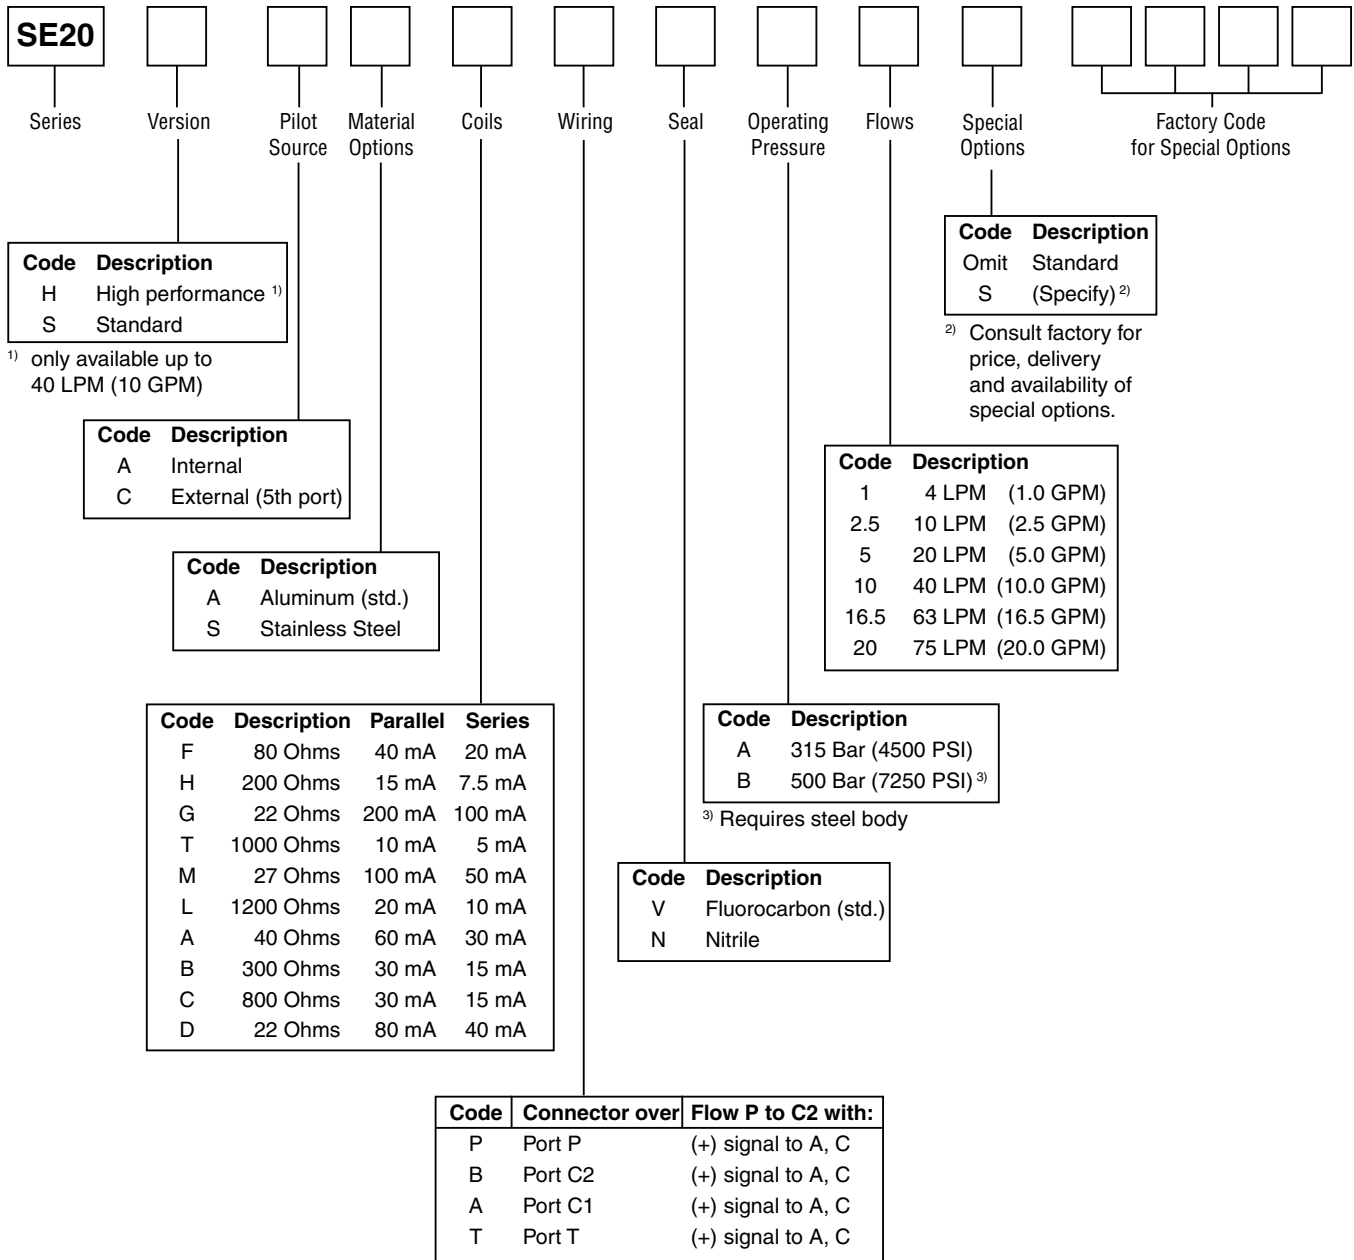 SE20
Series Version Pilot Source Material Options Coils Wiring Seal Operating Pressure Flows Special Options Factory Code for Special Options
Code Description
H High performance 1)
S Standard
1) only available up to
40 LPM (10 GPM)
Code Description
Omit Standard
S (Specify) 2)
2) Consult factory for
price, delivery
and availability of
special options.
Code Description
A Internal
C External (5th port)
Code Description
1 4 LPM (1.0 GPM)
2.5 10 LPM (2.5 GPM)
5 20 LPM (5.0 GPM)
10 40 LPM (10.0 GPM)
16.5 63 LPM (16.5 GPM)
20 75 LPM (20.0 GPM)
Code Description
A Aluminum (std.)
S Stainless Steel
Code Description Parallel Series
F 80 Ohms 40 mA 20 mA
H 200 Ohms 15 mA 7.5 mA
G 22 Ohms 200 mA 100 mA
T 1000 Ohms 10 mA 5 mA
M 27 Ohms 100 mA 50 mA
L 1200 Ohms 20 mA 10 mA
A 40 Ohms 60 mA 30 mA
B 300 Ohms 30 mA 15 mA
C 800 Ohms 30 mA 15 mA
D 22 Ohms 80 mA 40 mA
Code Description
A 315 Bar (4500 PSI)
B 500 Bar (7250 PSI) 3)
3) Requires steel body
Code Description
V Fluorocarbon (std.)
N Nitrile
Code Connector over Flow P to C2 with:
P Port P (+) signal to A, C
B Port C2 (+) signal to A, C
A Port C1 (+) signal to A, C
T Port T (+) signal to A, C